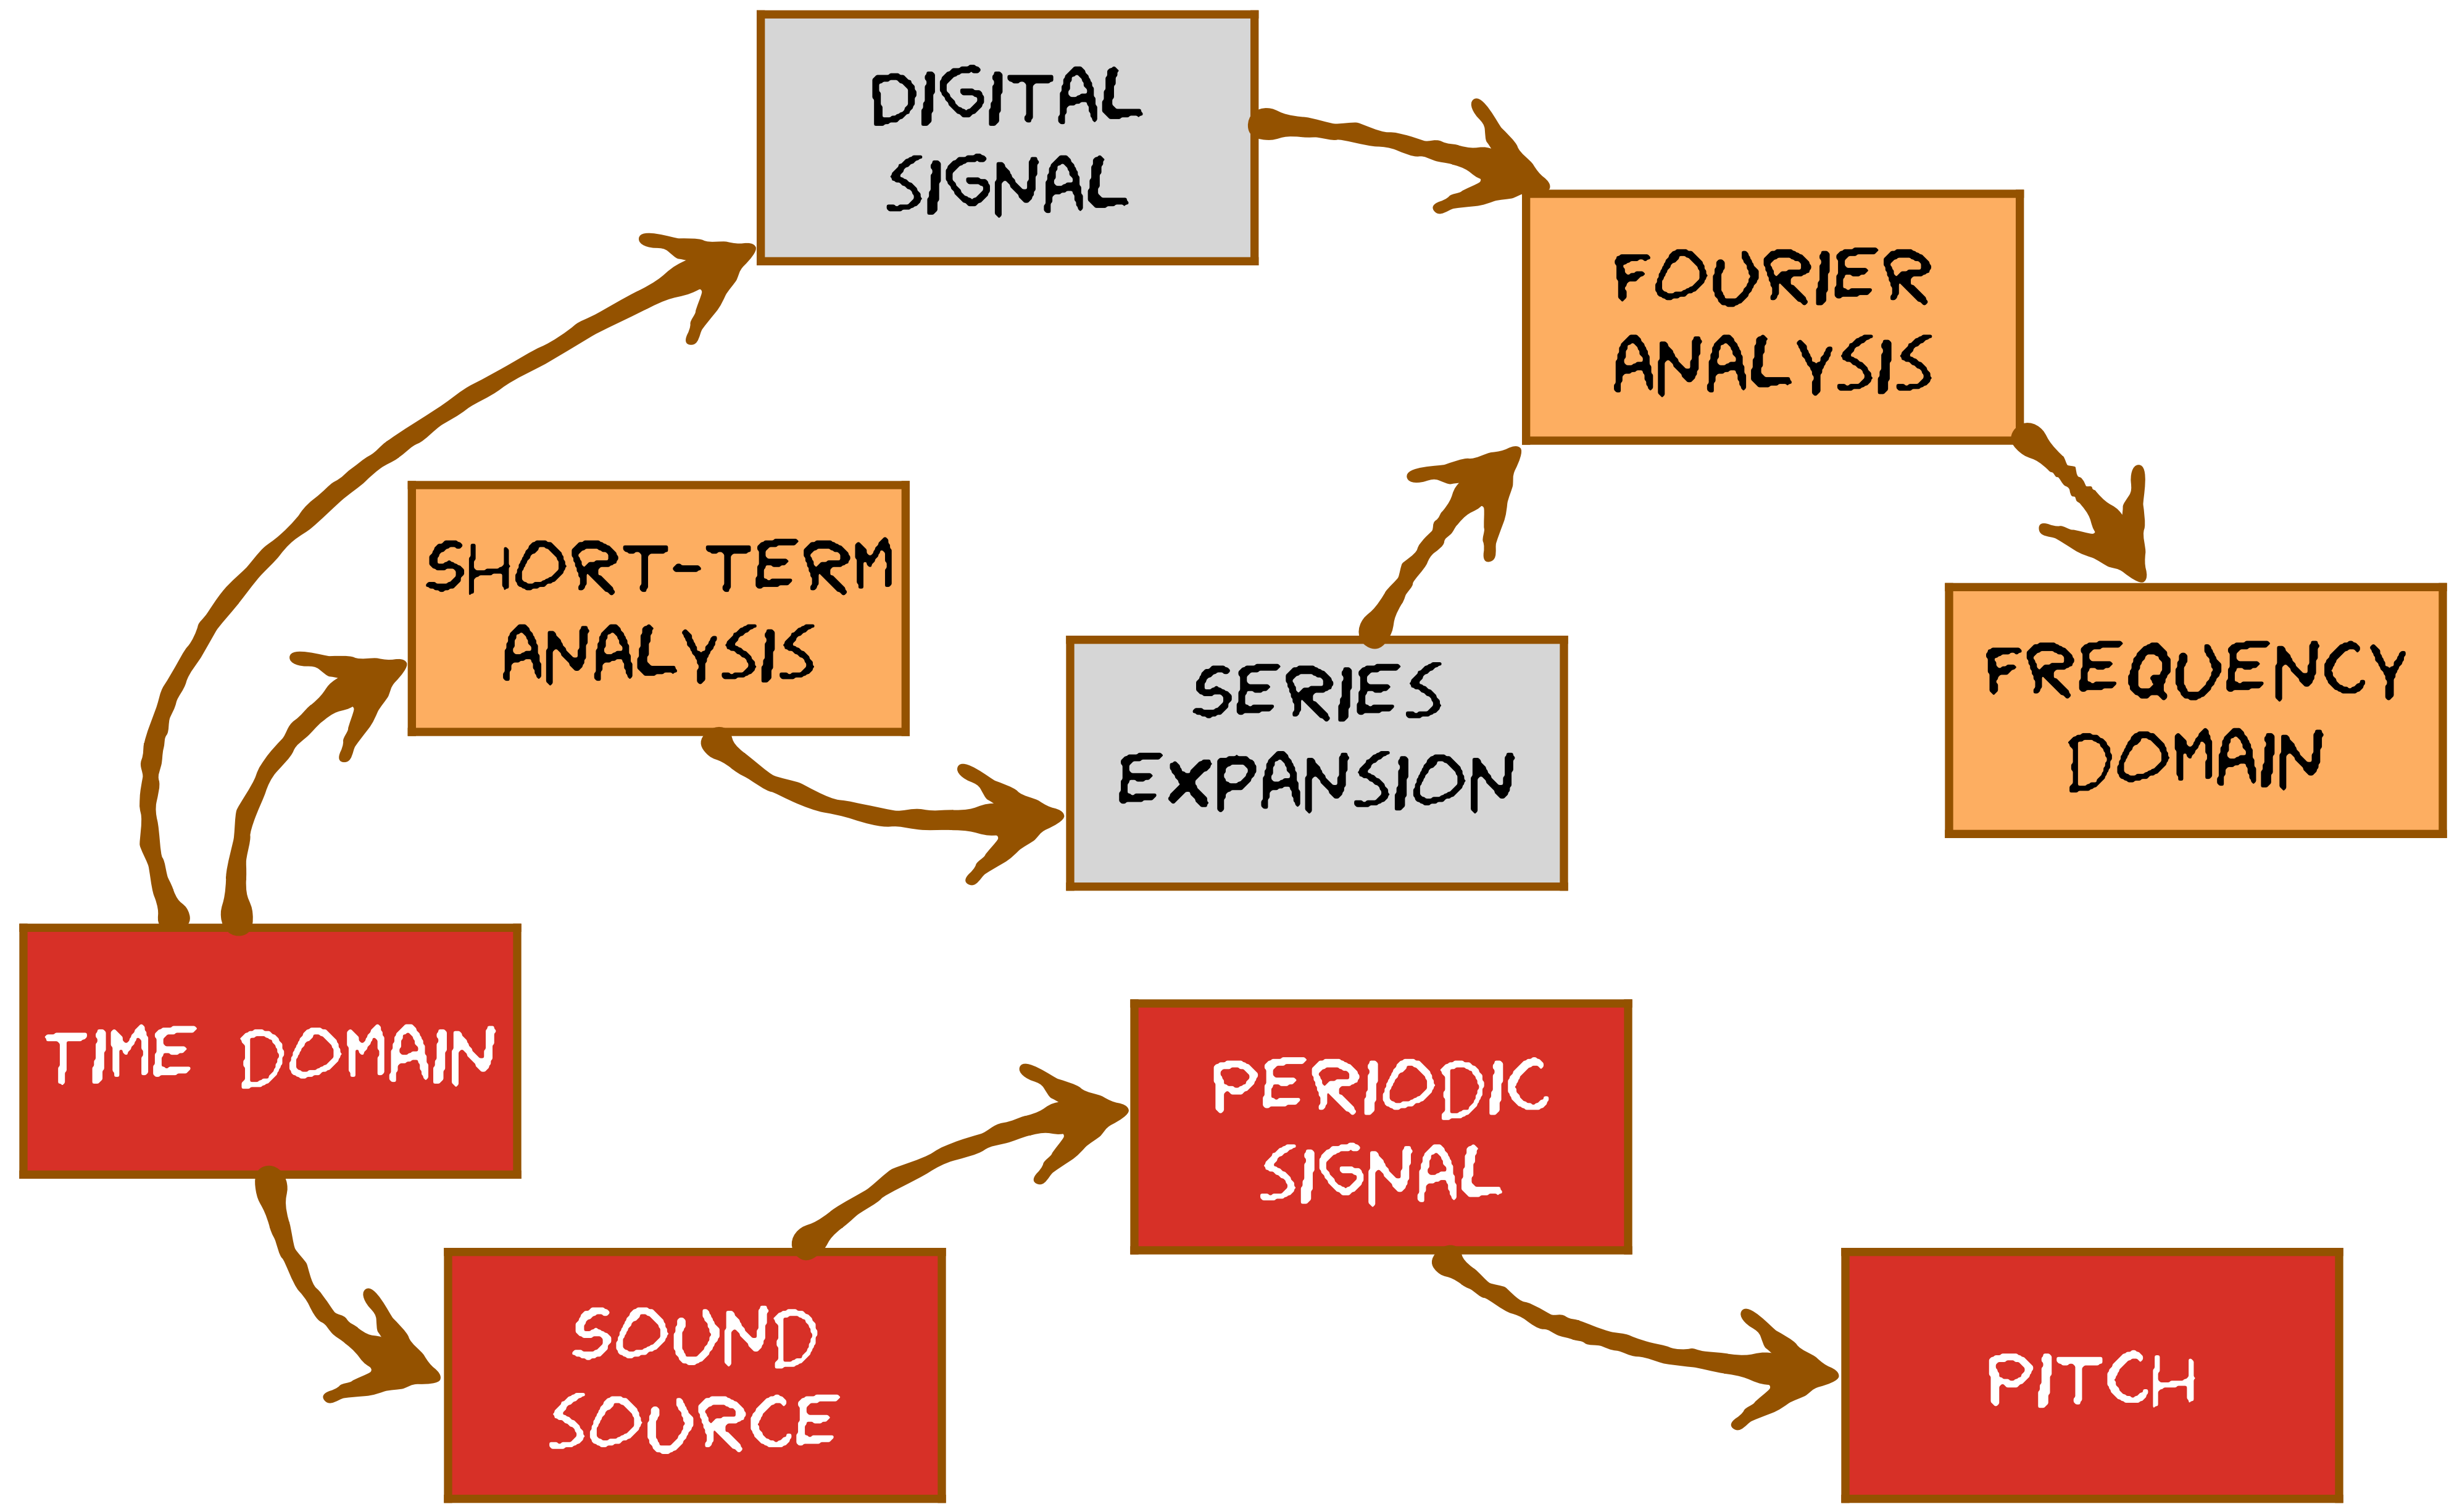 DIGITAL
SIGNAL
FOURIER
ANALYSIS
SHORT-TERM
ANALYSIS
SERIES
EXPANSION
FREQUENCY
DOMAIN
TIME DOMAIN
PERIODIC
SIGNAL
SOUND
SOURCE
PITCH